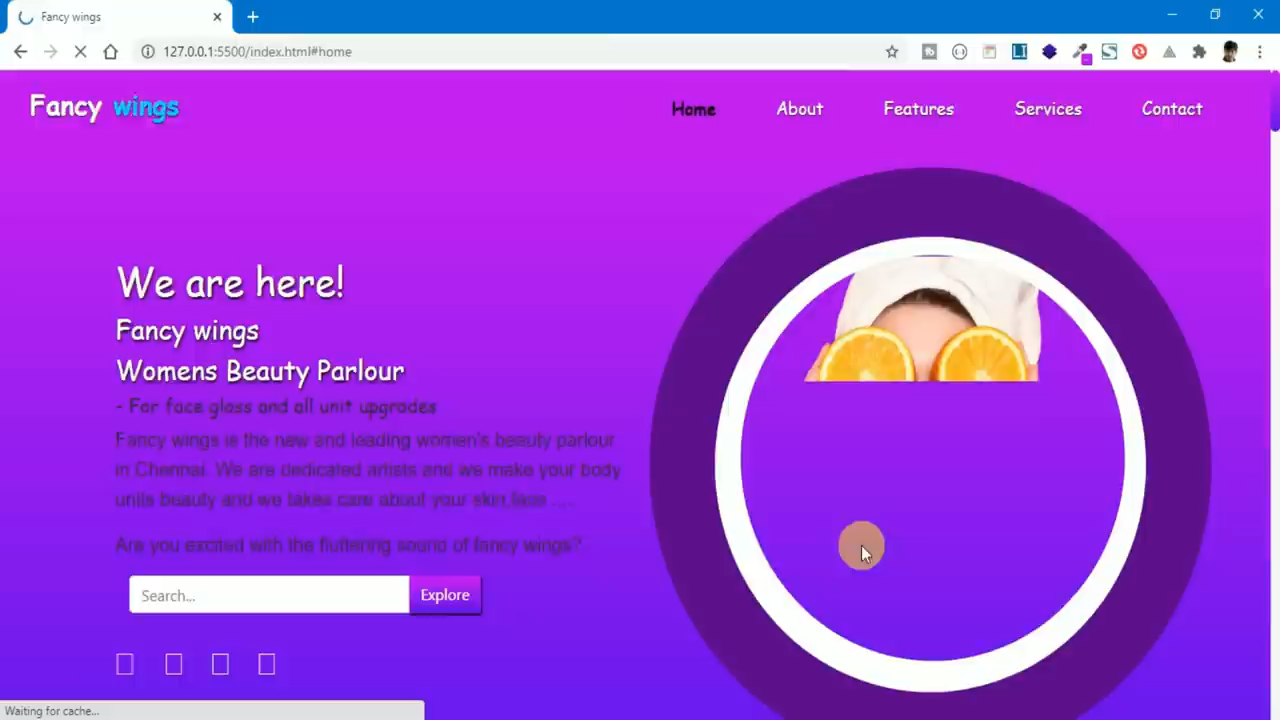 Fancy wings
127.0.0.1:5500/index.html#home
Fancy wings
Home About Features Services Contact
We are here!
Fancy wings
Womens Beauty Parlour
- For face glass and all unit upgrades
Fancy wings is the new and leading women's beauty parlour
in Chennai. We are dedicated artists and we make your body
units beauty and we takes care about your skin,face ....
Are you excited with the fluttering sound of fancy wings?
Search...
Explore
Waiting for cache...